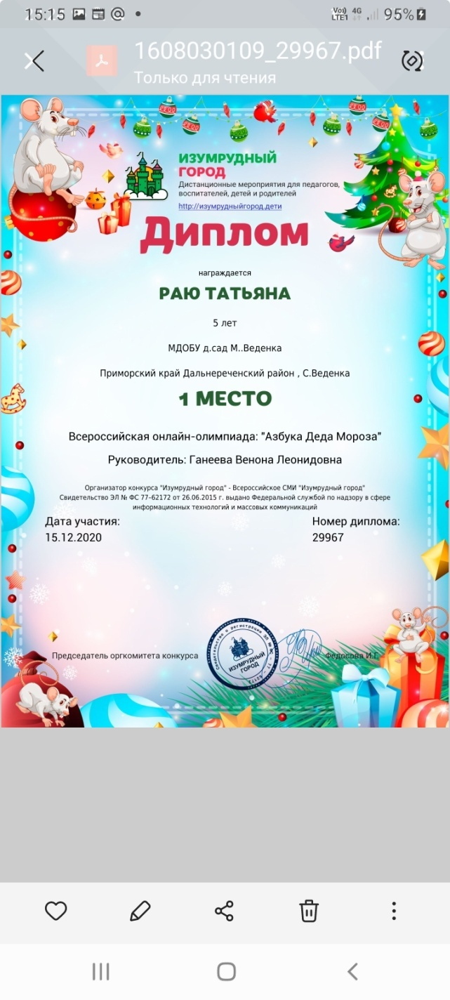 15:15
Vo)) 4G
LTE1
95%
1608030109_29967.pdf
Только для чтения
ИЗУМРУДНЫЙ
ГОРОД
Дистанционные мероприятия для педагогов,
воспитателей, детей и родителей
http://изумрудныйгород.дети
Диплом
награждается
РАЮ ТАТЬЯНА
5 лет
МДОБУ д.сад М..Веденка
Приморский край Дальнереченский район , С.Веденка
1 МЕСТО
Всероссийская онлайн-олимпиада: "Азбука Деда Мороза"
Руководитель: Ганеева Венона Леонидовна
Организатор конкурса "Изумрудный город" - Всероссийское СМИ "Изумрудный город"
Свидетельство ЭЛ № ФС 77-62172 от 26.06.2015 г. выдано Федеральной службой по надзору в сфере
информационных технологий и массовых коммуникаций
Дата участия:
15.12.2020
Номер диплома:
29967
Председатель оргкомитета конкурса
ИЗУМРУДНЫЙ
ГОРОД
Федосова И.Г.